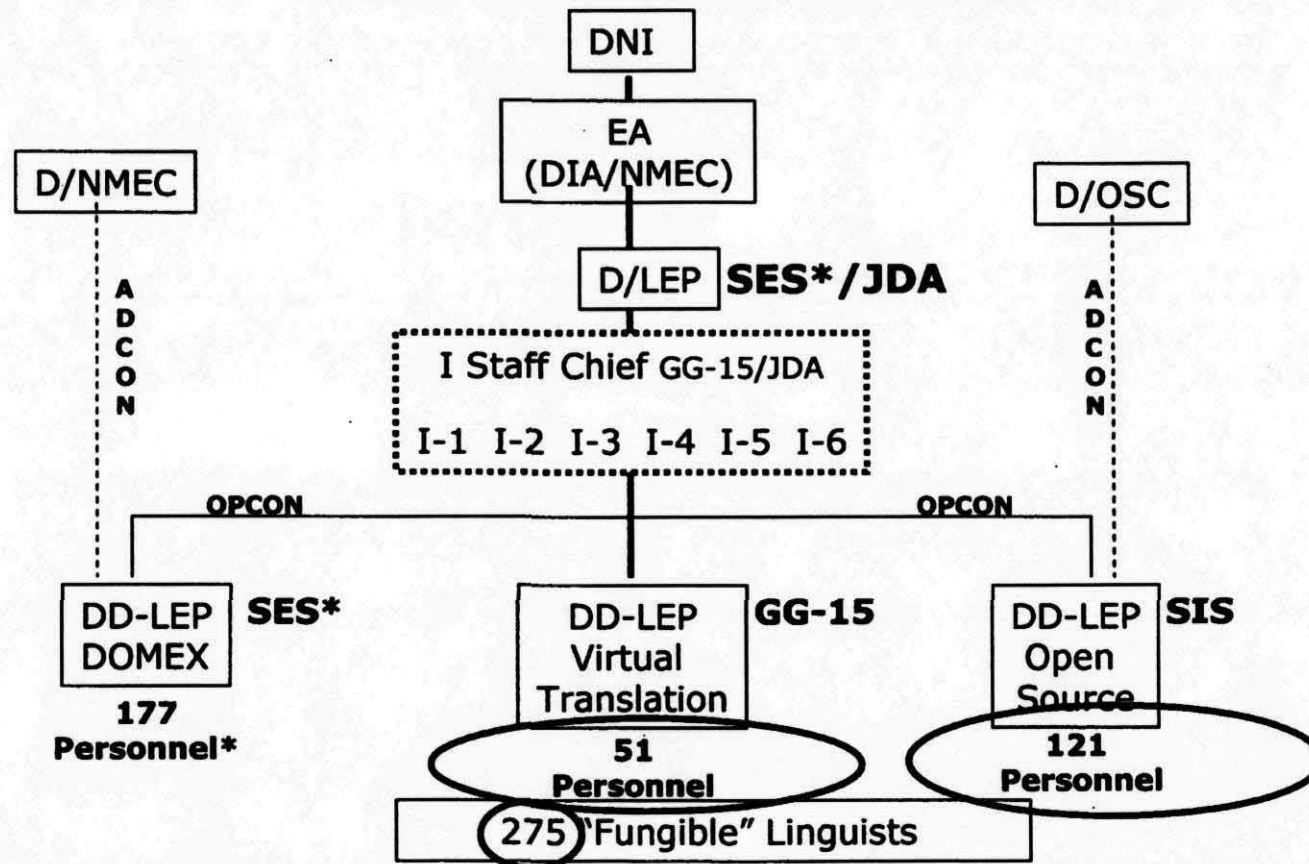 DNI
EA
(DIA/NMEC)
D/NMEC
D/OSC
D/LEP SES*/JDA
ADCON
ADCON
I Staff Chief GG-15/JDA
I-1 I-2 I-3 I-4 I-5 I-6
OPCON
OPCON
DD-LEP
DOMEX
SES*
177
Personnel*
DD-LEP
Virtual
Translation
GG-15
51
Personnel
DD-LEP
Open
Source
SIS
121
Personnel
275 "Fungible" Linguists